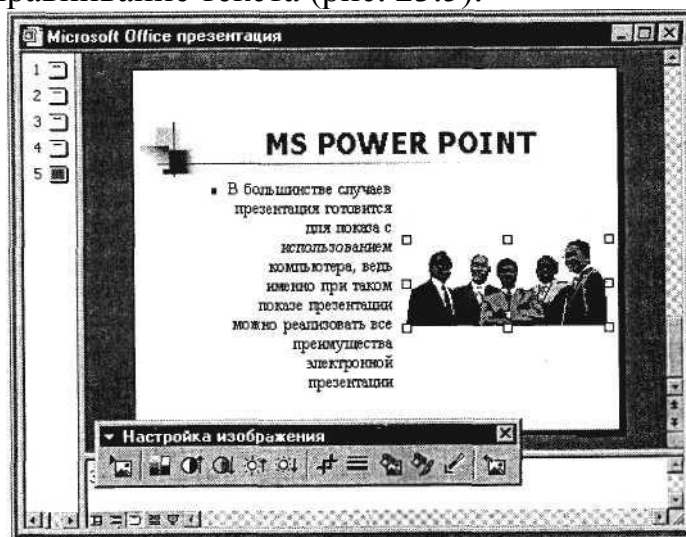 равнивание текста (рис. 23.3).
Microsoft Office презентация
1
2
3
4
5
MS POWER POINT
▪ В большинстве случаев
презентация готовится
для показа с
использованием
компьютера, ведь
именно при таком
показе презентации
можно реализовать все
преимущества
электронной
презентации
Настройка изображения